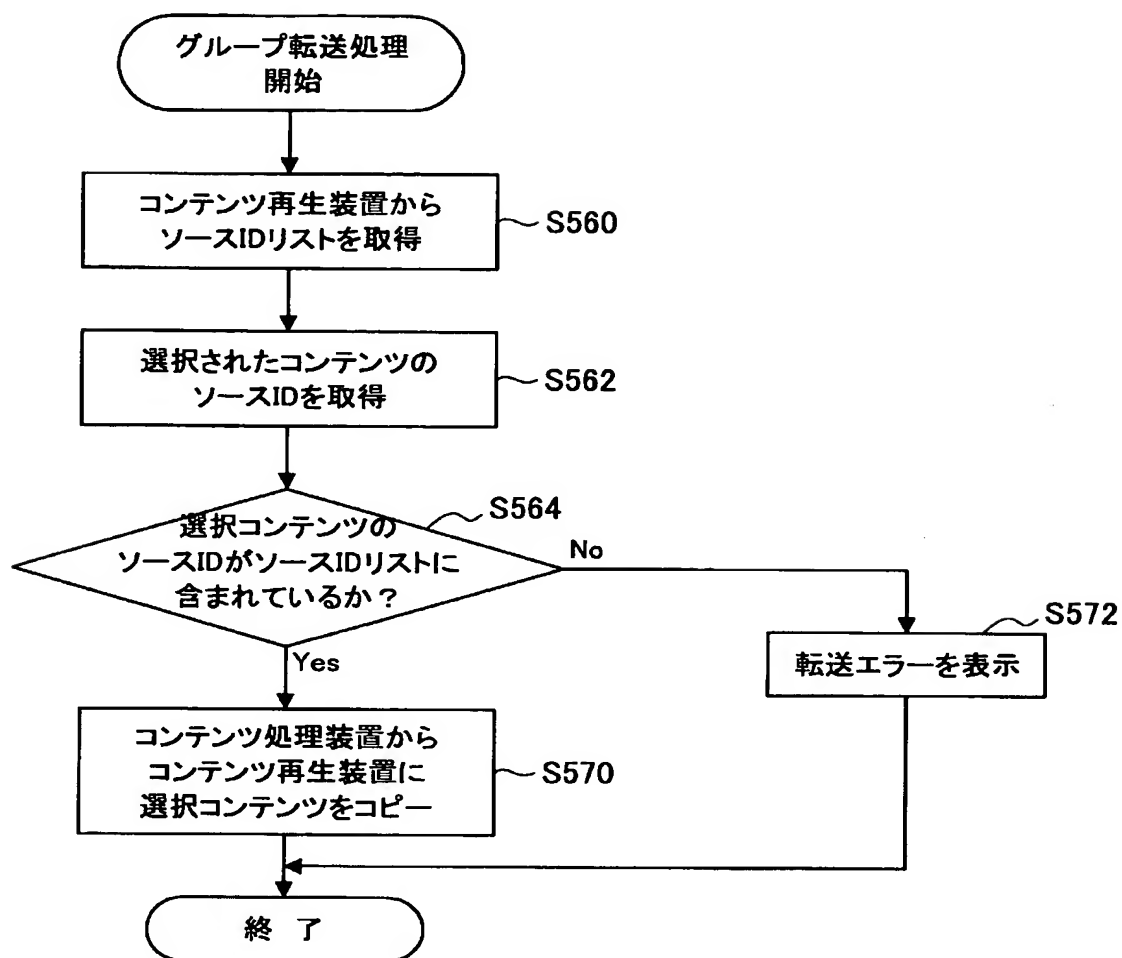 グループ転送処理
開始
コンテンツ再生装置から
ソースIDリストを取得
S560
選択されたコンテンツの
ソースIDを取得
S562
S564
選択コンテンツの
ソースIDがソースIDリストに
含まれているか？
No
Yes
S572
転送エラーを表示
コンテンツ処理装置から
コンテンツ再生装置に
選択コンテンツをコピー
S570
終 了